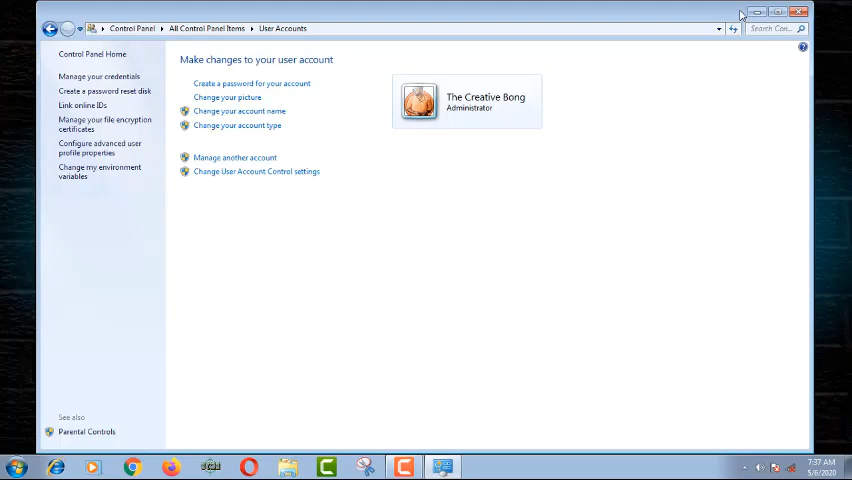 Control Panel
All Control Panel Items
User Accounts
Search Con...
Control Panel Home
Manage your credentials
Create a password reset disk
Link online IDs
Manage your file encryption
certificates
Configure advanced user
profile properties
Change my environment
variables
Make changes to your user account
Create a password for your account
Change your picture
Change your account name
Change your account type
Manage another account
Change User Account Control settings
The Creative Bong
Administrator
See also
Parental Controls
7:37 AM
5/6/2020